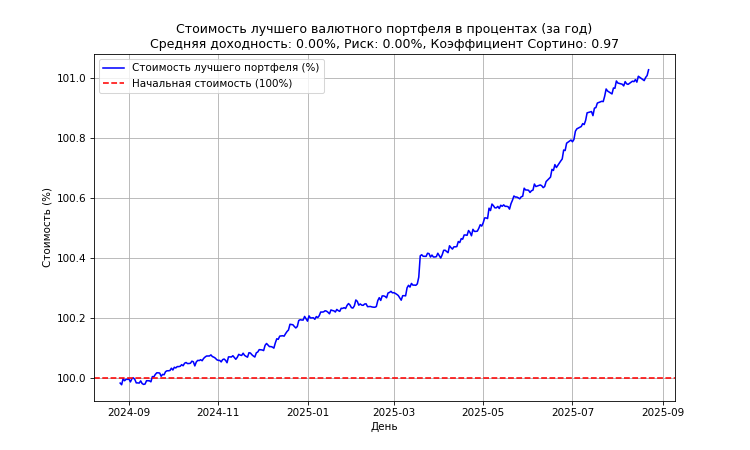 Стоимость лучшего валютного портфеля в процентах (за год)
Средняя доходность: 0.00%, Риск: 0.00%, Коэффициент Сортино: 0.97
Стоимость лучшего портфеля (%)
Начальная стоимость (100%)
Стоимость (%)
101.0
100.8
100.6
100.4
100.2
100.0
2024-09 2024-11 2025-01 2025-03 2025-05 2025-07 2025-09
День